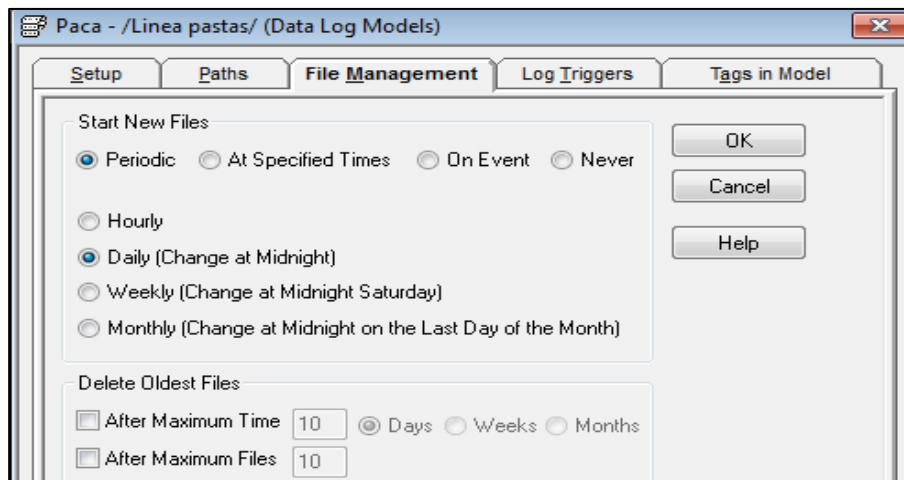 Paca - /Linea pastas/ (Data Log Models)
Setup Paths File Management Log Triggers Tags in Model
Start New Files
Periodic At Specified Times On Event Never
Hourly
Daily (Change at Midnight)
Weekly (Change at Midnight Saturday)
Monthly (Change at Midnight on the Last Day of the Month)
OK
Cancel
Help
Delete Oldest Files
After Maximum Time 10 Days Weeks Months
After Maximum Files 10